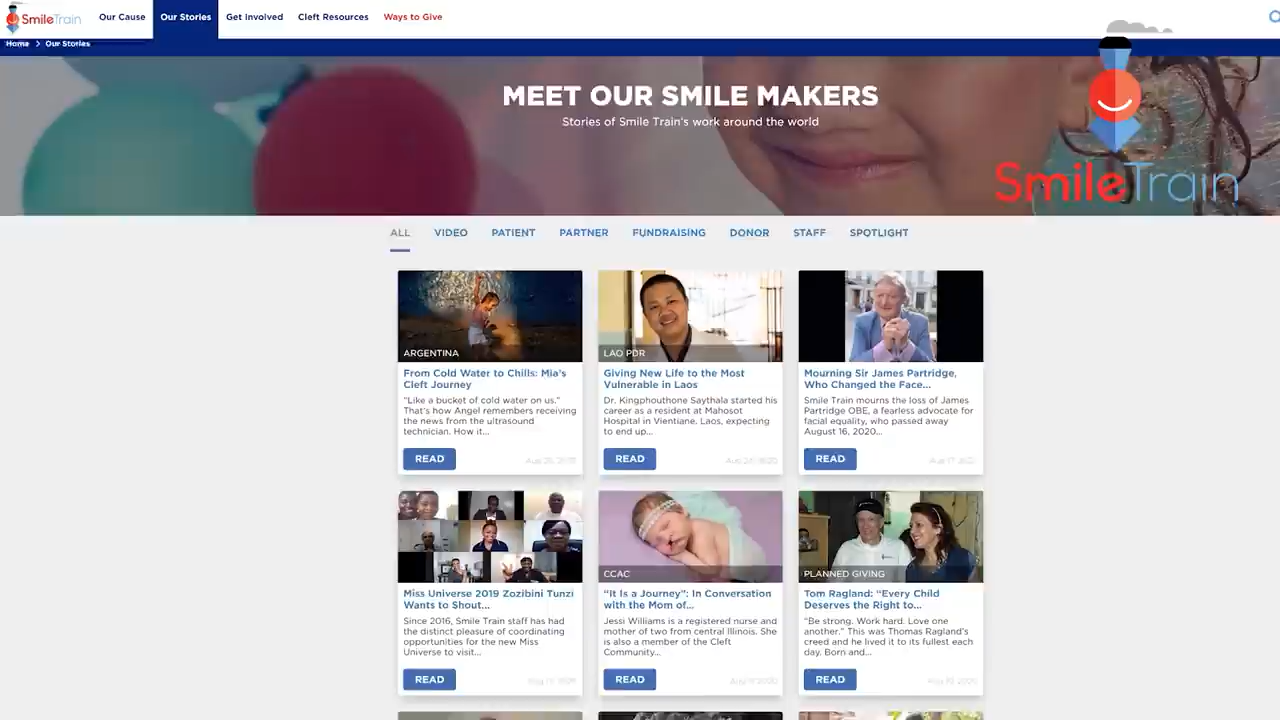 SmileTrain
Our Cause
Our Stories
Get Involved
Cleft Resources
Ways to Give
Home > Our Stories
MEET OUR SMILE MAKERS
Stories of Smile Train's work around the world
SmileTrain
ALL
VIDEO
PATIENT
PARTNER
FUNDRAISING
DONOR
STAFF
SPOTLIGHT
ARGENTINA
From Cold Water to Chills: Mia's
Cleft Journey
"Like a bucket of cold water on us."
That's how Angel remembers receiving
the news from the ultrasound
technician. How it...
READ
LAO PDR
Giving New Life to the Most
Vulnerable in Laos
Dr. Kingphouthone Saythala started his
career as a resident at Mahosot
Hospital in Vientiane, Laos, expecting
to end up...
READ
Mourning Sir James Partridge,
Who Changed the Face...
Smile Train mourns the loss of James
Partridge OBE, a fearless advocate for
facial equality, who passed away
August 16, 2020...
READ
Miss Universe 2019 Zozibini Tunzi
Wants to Shout...
Since 2016, Smile Train staff has had
the distinct pleasure of coordinating
opportunities for the new Miss
Universe to visit...
READ
CCAC
"It Is a Journey": In Conversation
with the Mom of...
Jessi Williams is a registered nurse and
mother of two from central Illinois. She
is also a member of the Cleft
Community...
READ
PLANNED GIVING
Tom Ragland: "Every Child
Deserves the Right to...
"Be strong. Work hard. Love one
another." This was Thomas Ragland's
creed and he lived it to its fullest each
day. Born and...
READ